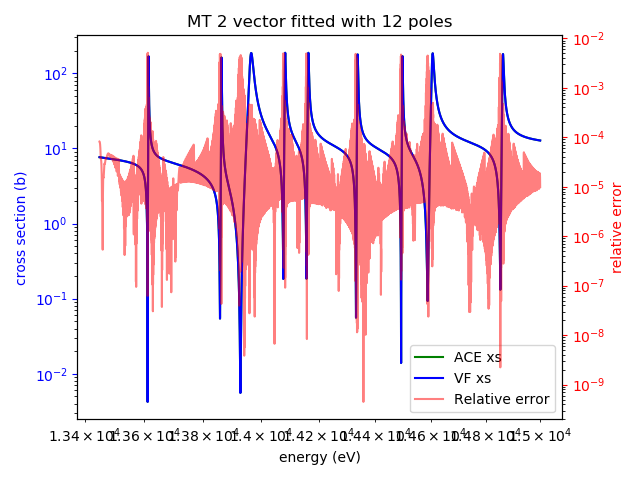 MT 2 vector fitted with 12 poles
cross section (b)
10²
10¹
10⁰
10⁻¹
10⁻²
10⁻²
10⁻³
10⁻⁴
10⁻⁵
10⁻⁶
10⁻⁷
10⁻⁸
10⁻⁹
relative error
ACE xs
VF xs
Relative error
1.34×10⁴ 1.36×10⁴ 1.38×10⁴ 1.4×10⁴ 1.42×10⁴ 1.44×10⁴ 1.46×10⁴ 1.48×10⁴ 1.5×10⁴
energy (eV)